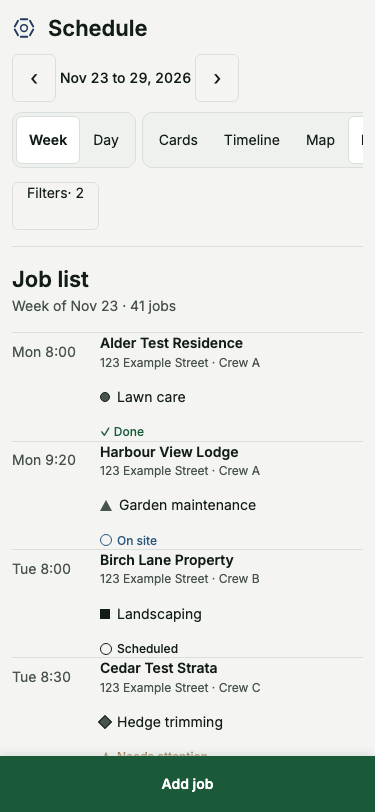 Schedule
Nov 23 to 29, 2026
Week Day Cards Timeline Map
Filters· 2
Job list
Week of Nov 23 · 41 jobs
Mon 8:00 Alder Test Residence
123 Example Street · Crew A
Lawn care
✓ Done
Mon 9:20 Harbour View Lodge
123 Example Street · Crew A
Garden maintenance
On site
Tue 8:00 Birch Lane Property
123 Example Street · Crew B
Landscaping
Scheduled
Tue 8:30 Cedar Test Strata
123 Example Street · Crew C
Hedge trimming
Needs attention
Add job